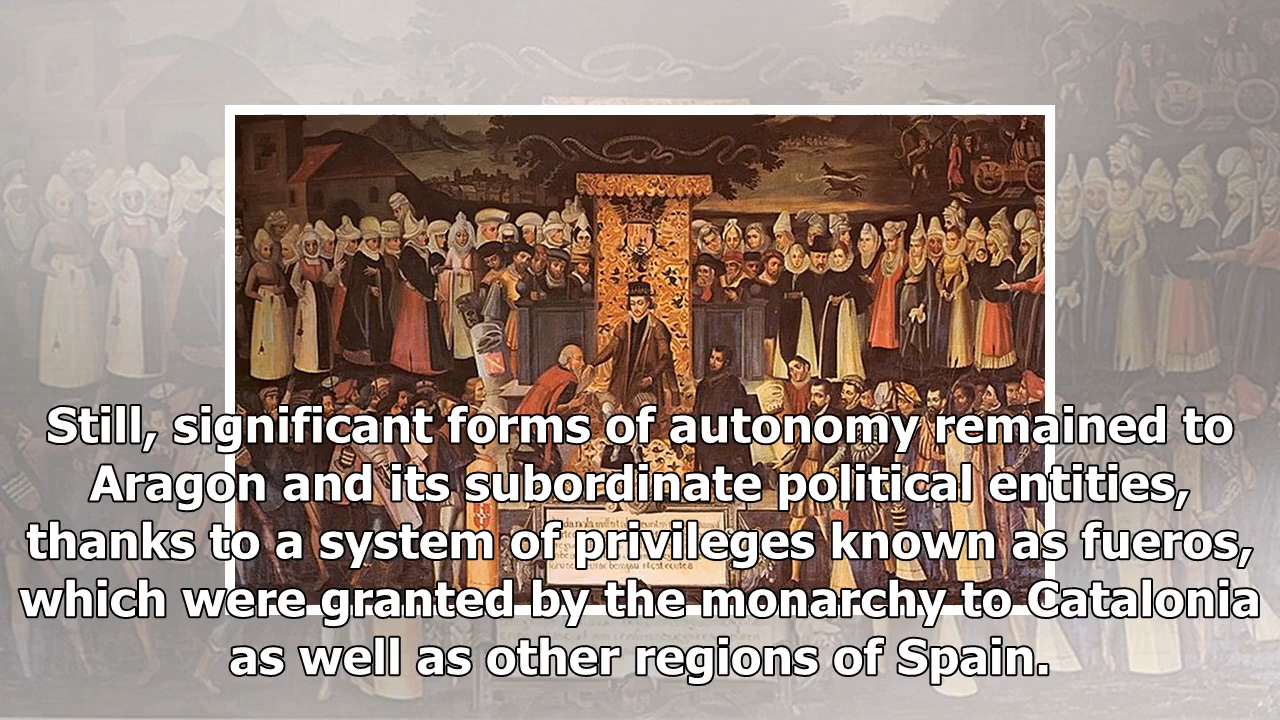 Still, significant forms of autonomy remained to
Aragon and its subordinate political entities,
thanks to a system of privileges known as fueros,
which were granted by the monarchy to Catalonia
as well as other regions of Spain.